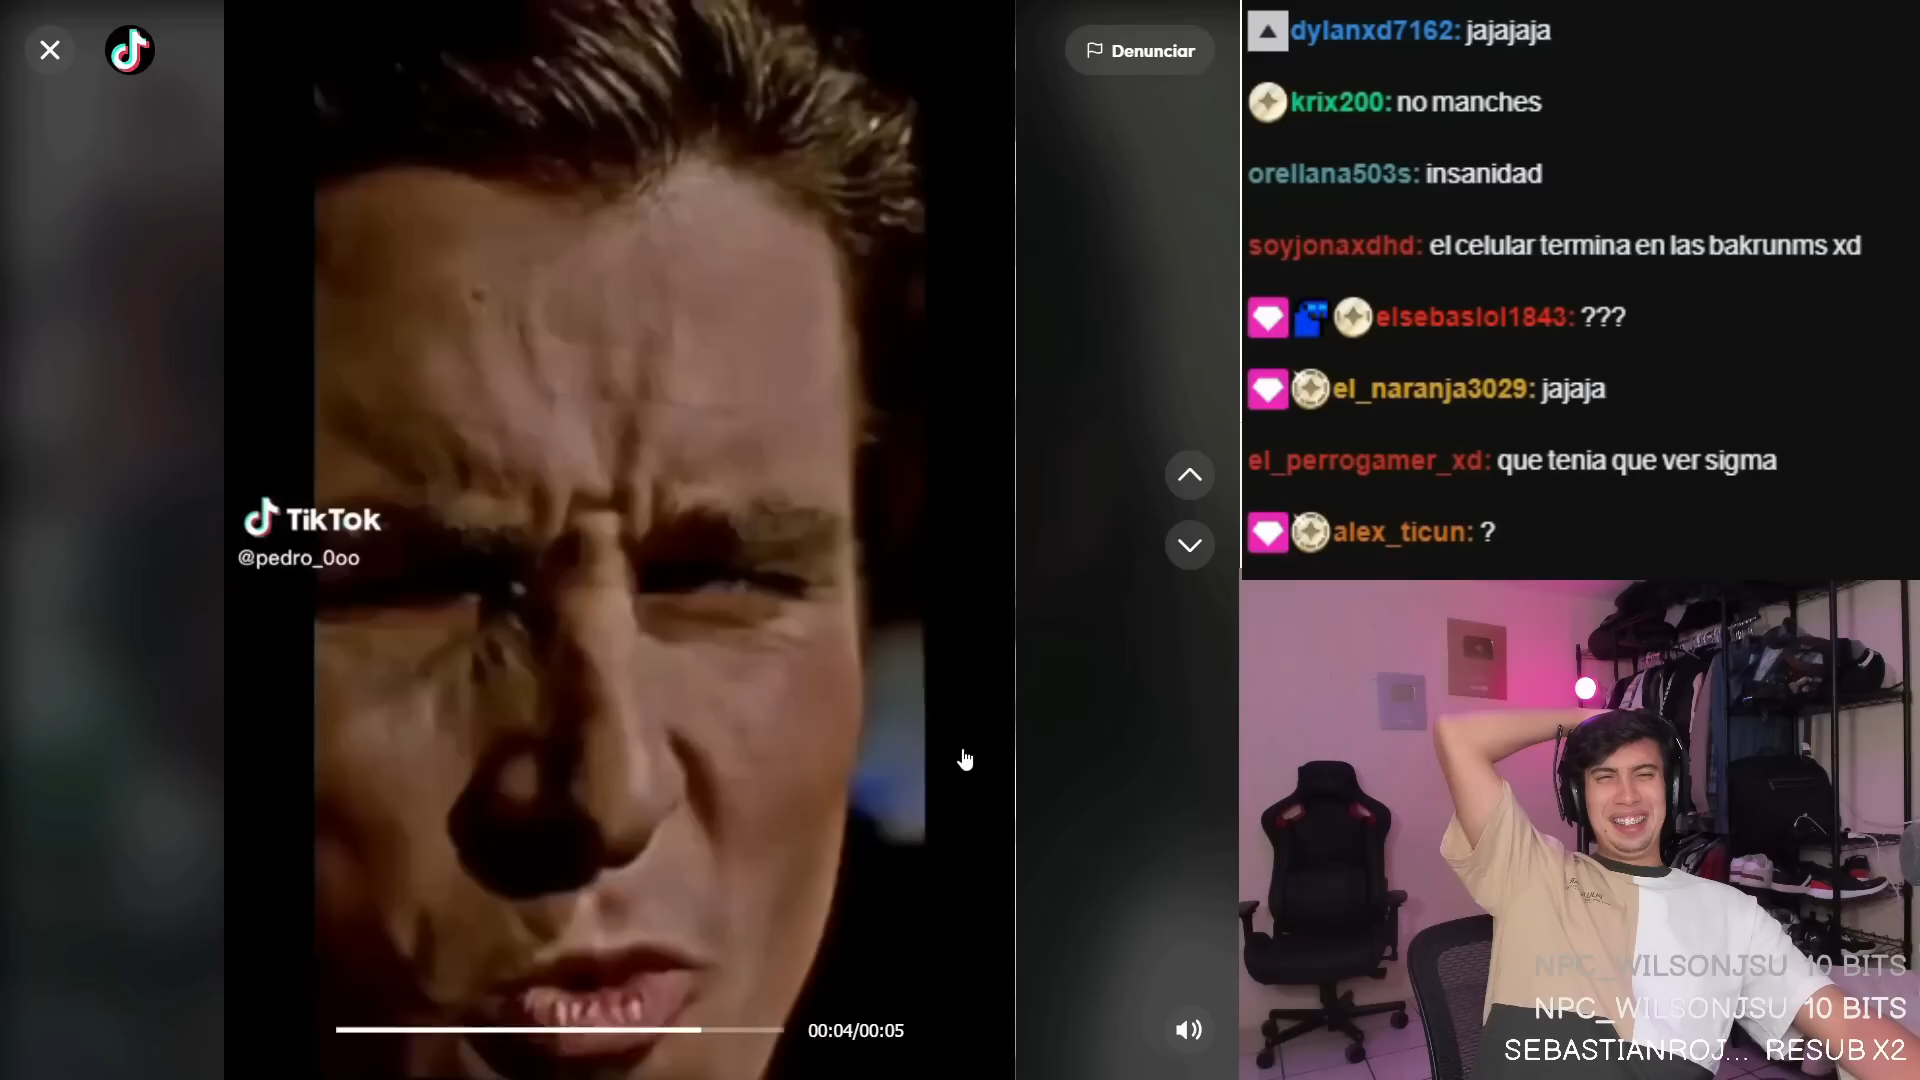 Denunciar
TikTok
@pedro_0oo
00:04/00:05
dylanxd7162: jajajaja
krix200: no manches
orellana503s: insanidad
soyjonaxdhd: el celular termina en las bakrunms xd
elsebaslol1843: ???
el_naranja3029: jajaja
el_perrogamer_xd: que tenia que ver sigma
alex_ticun: ?
NPC_WILSONJSU 10 BITS
NPC_WILSONJSU 10 BITS
SEBASTIANROJ... RESUB X2